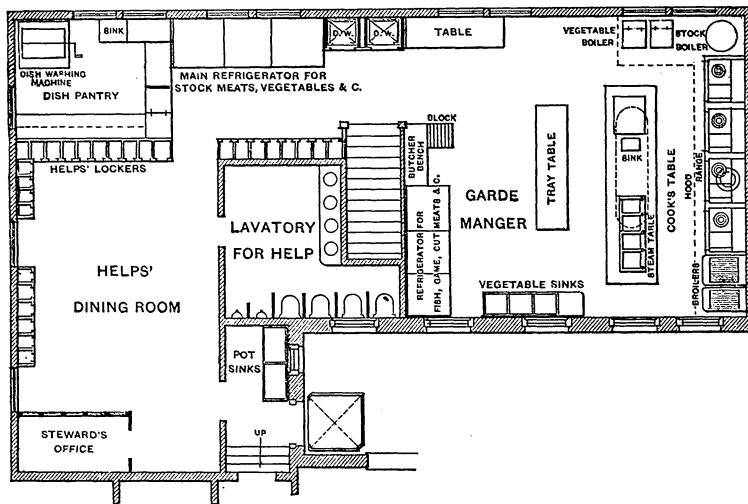 BINK
D.W.
D.W.
TABLE
VEGETABLE
BOILER
STOCK
BOILER
DISH WASHING
MACHINE
DISH PANTRY
MAIN REFRIGERATOR FOR
STOCK MEATS, VEGETABLES & C.
BLOCK
BUTCHER
BENCH
HELPS' LOCKERS
LAVATORY
FOR HELP
REFRIGERATOR FOR
FISH, GAME, CUT MEATS & C.
GARDE
MANGER
TRAY TABLE
BINK
STEAM TABLE
COOK'S TABLE
HOOD
RANGE
BROILERS
VEGETABLE SINKS
HELPS'
DINING ROOM
POT
SINKS
STEWARD'S
OFFICE
UP